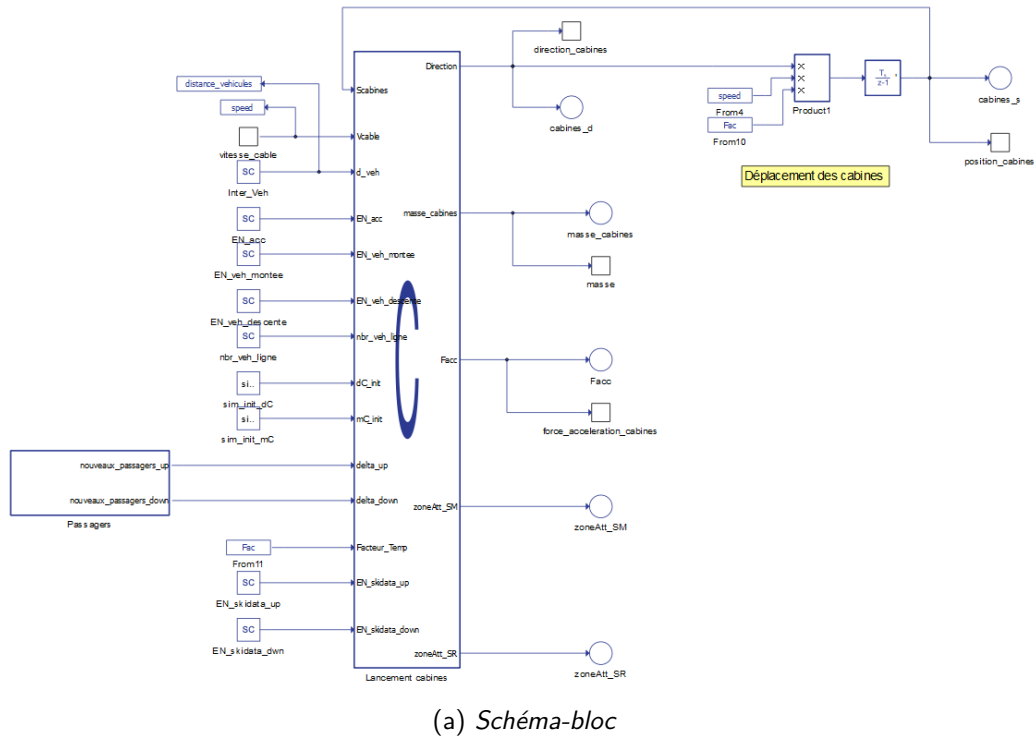 direction_cabines
Direction
distance_vehicules
Scabines
speed
speed
From4
Fac
From10
Product1
T,
z-1
cabines_s
cabines_d
Vcable
vitesse_cable
position_cabines
SC
d_veh
Inter_Veh
Déplacement des cabines
SC
EN_acc
EN_acc
masse_cabines
masse_cabines
SC
EN_veh_montee
EN_veh_montee
masse
SC
EN_veh_descente
EN_veh_descente
SC
nbr_veh_ligne
nbr_veh_ligne
Facc
Facc
si..
dC_init
sim_init_dC
si..
mC_init
sim_init_mC
force_acceleration_cabines
nouveaux_passagers_up
delta_up
nouveaux_passagers_down
delta_down
Passagers
zoneAtt_SM
zoneAtt_SM
Fac
Facteur_Temp
From11
SC
EN_skidata_up
EN_skidata_up
SC
EN_skidata_down
EN_skidata_dwn
zoneAtt_SR
zoneAtt_SR
Lancement cabines
(a) Schéma-bloc